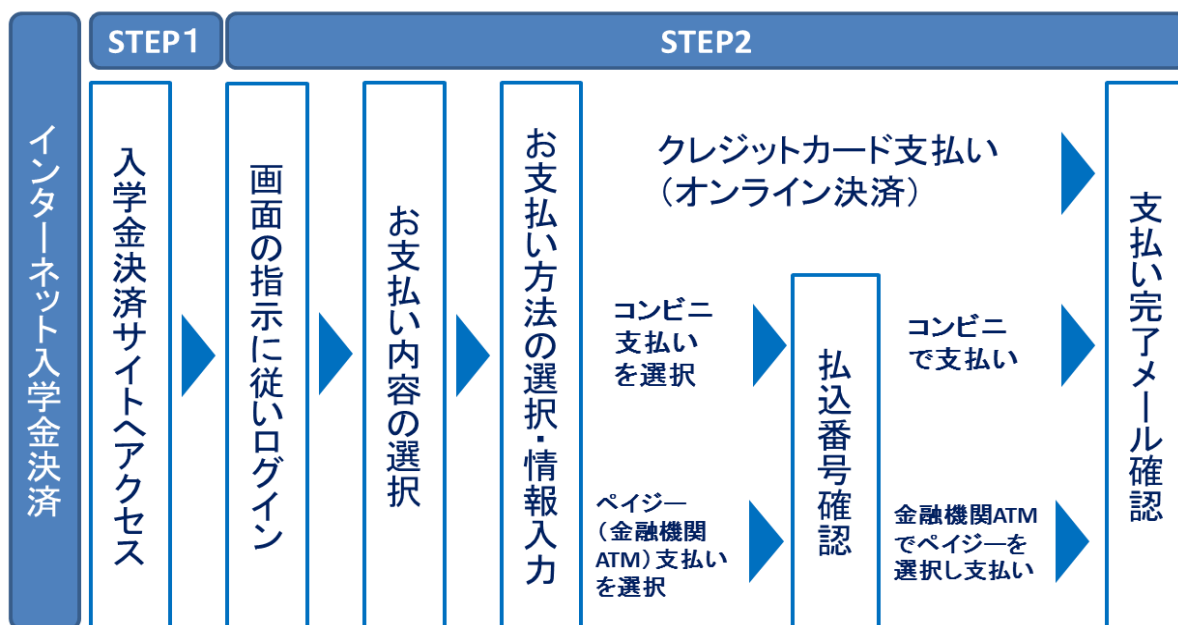 STEP1
STEP2
インターネット入学金決済
入学金決済サイトへアクセス
画面の指示に従いログイン
お支払い内容の選択
お支払い方法の選択・情報入力
クレジットカード支払い
（オンライン決済）
コンビニ
支払い
を選択
ペイジー
（金融機関
ATM）支払い
を選択
払込番号確認
コンビニ
で支払い
金融機関ATM
でペイジーを
選択し支払い
支払い完了メール確認